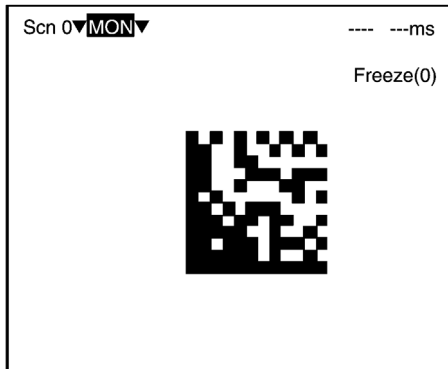 Scn 0▼MON▼ ---- ---ms
Freeze(0)